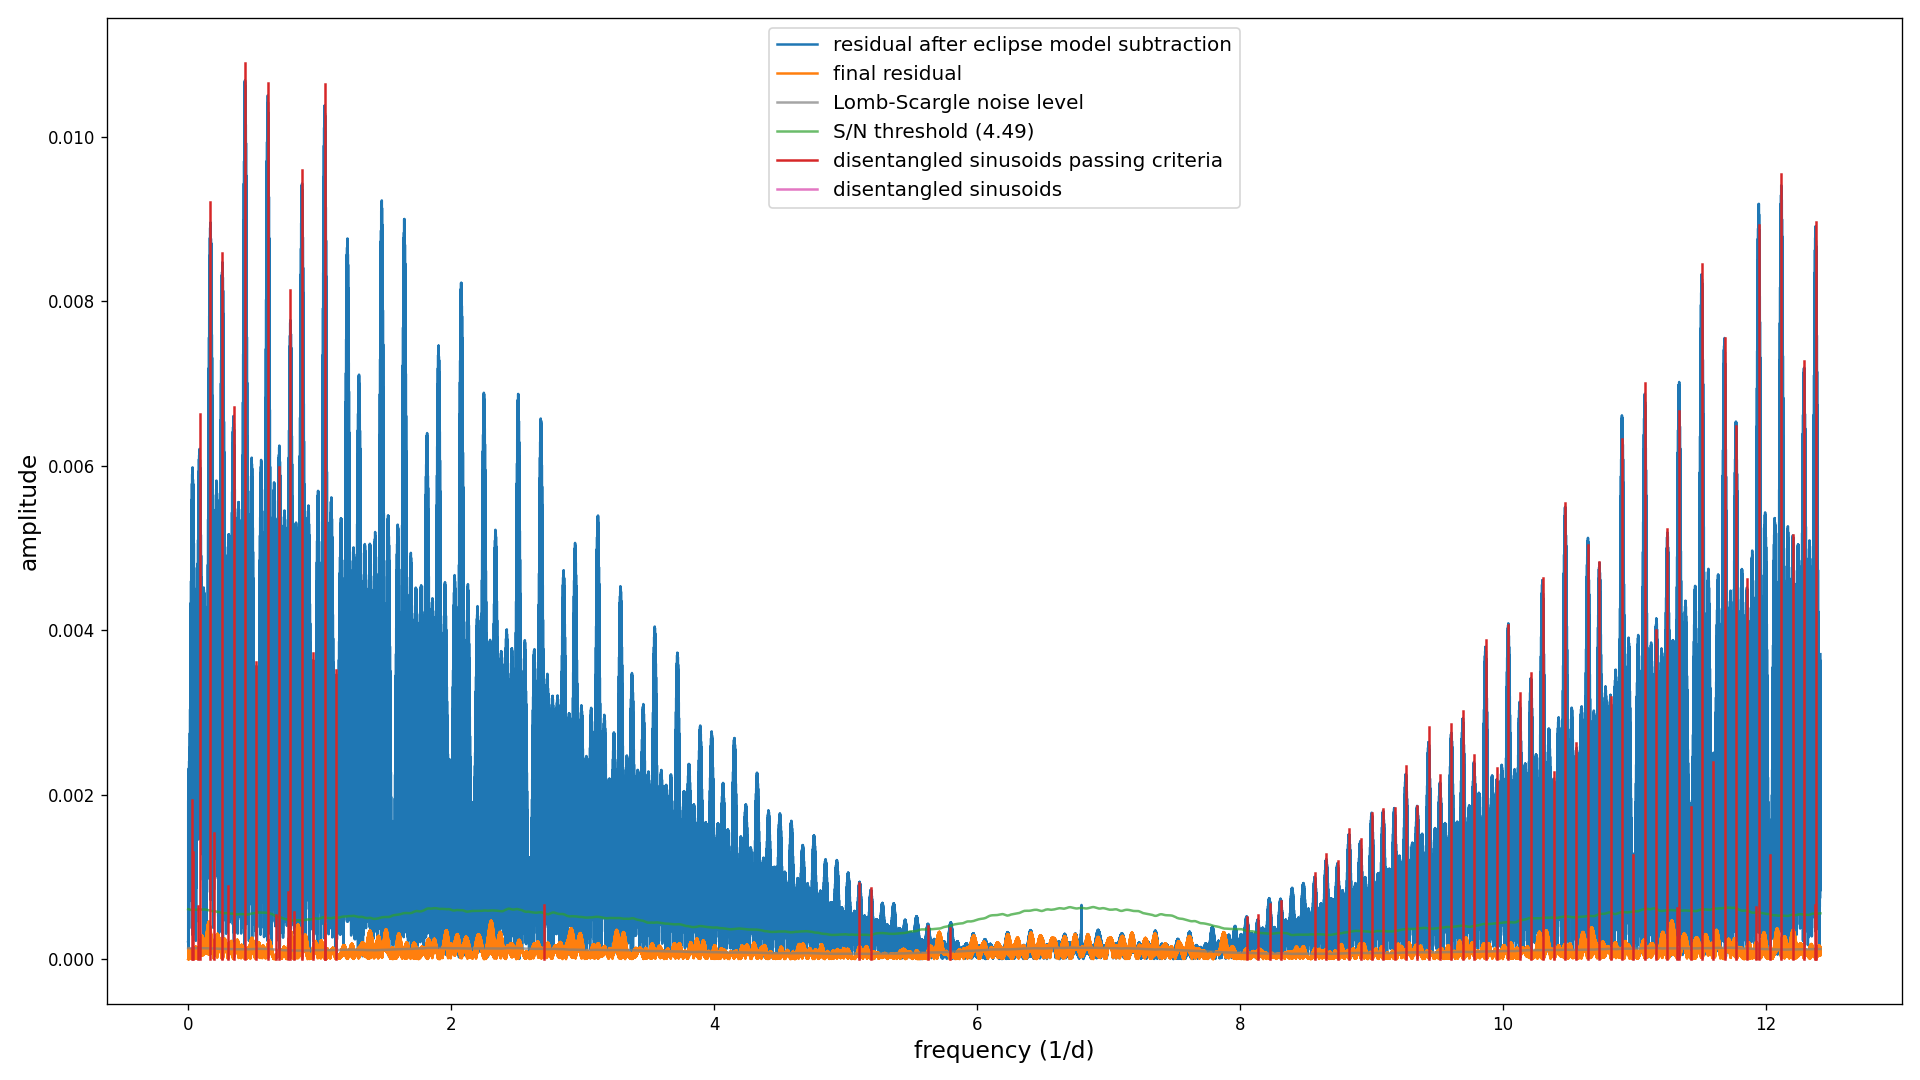 residual after eclipse model subtraction
final residual
Lomb-Scargle noise level
S/N threshold (4.49)
disentangled sinusoids passing criteria
disentangled sinusoids
amplitude
0.010
0.008
0.006
0.004
0.002
0.000
0 2 4 6 8 10 12
frequency (1/d)